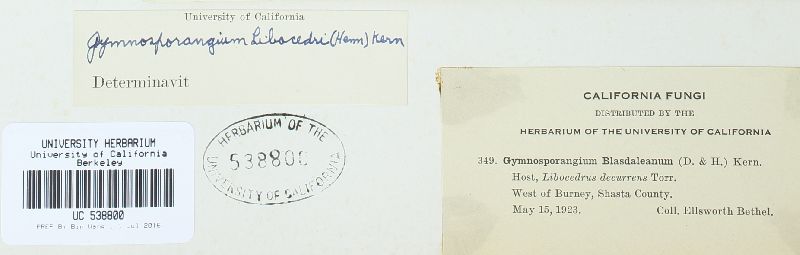 University of California
Gymnosporangium Libocedri (Henn) Kern
Determinavit
UNIVERSITY HERBARIUM
University of California
Berkeley
UC 538800
Jul 2016
HERBARIUM OF THE
538800
UNIVERSITY OF CALIFORNIA
CALIFORNIA FUNGI
DISTRIBUTED BY THE
HERBARIUM OF THE UNIVERSITY OF CALIFORNIA
349. Gymnosporangium Blasdaleanum (D. & H.) Kern.
Host, Libocedrus decurrens Torr.
West of Burney, Shasta County.
May 15, 1923. Coll. Ellsworth Bethel.